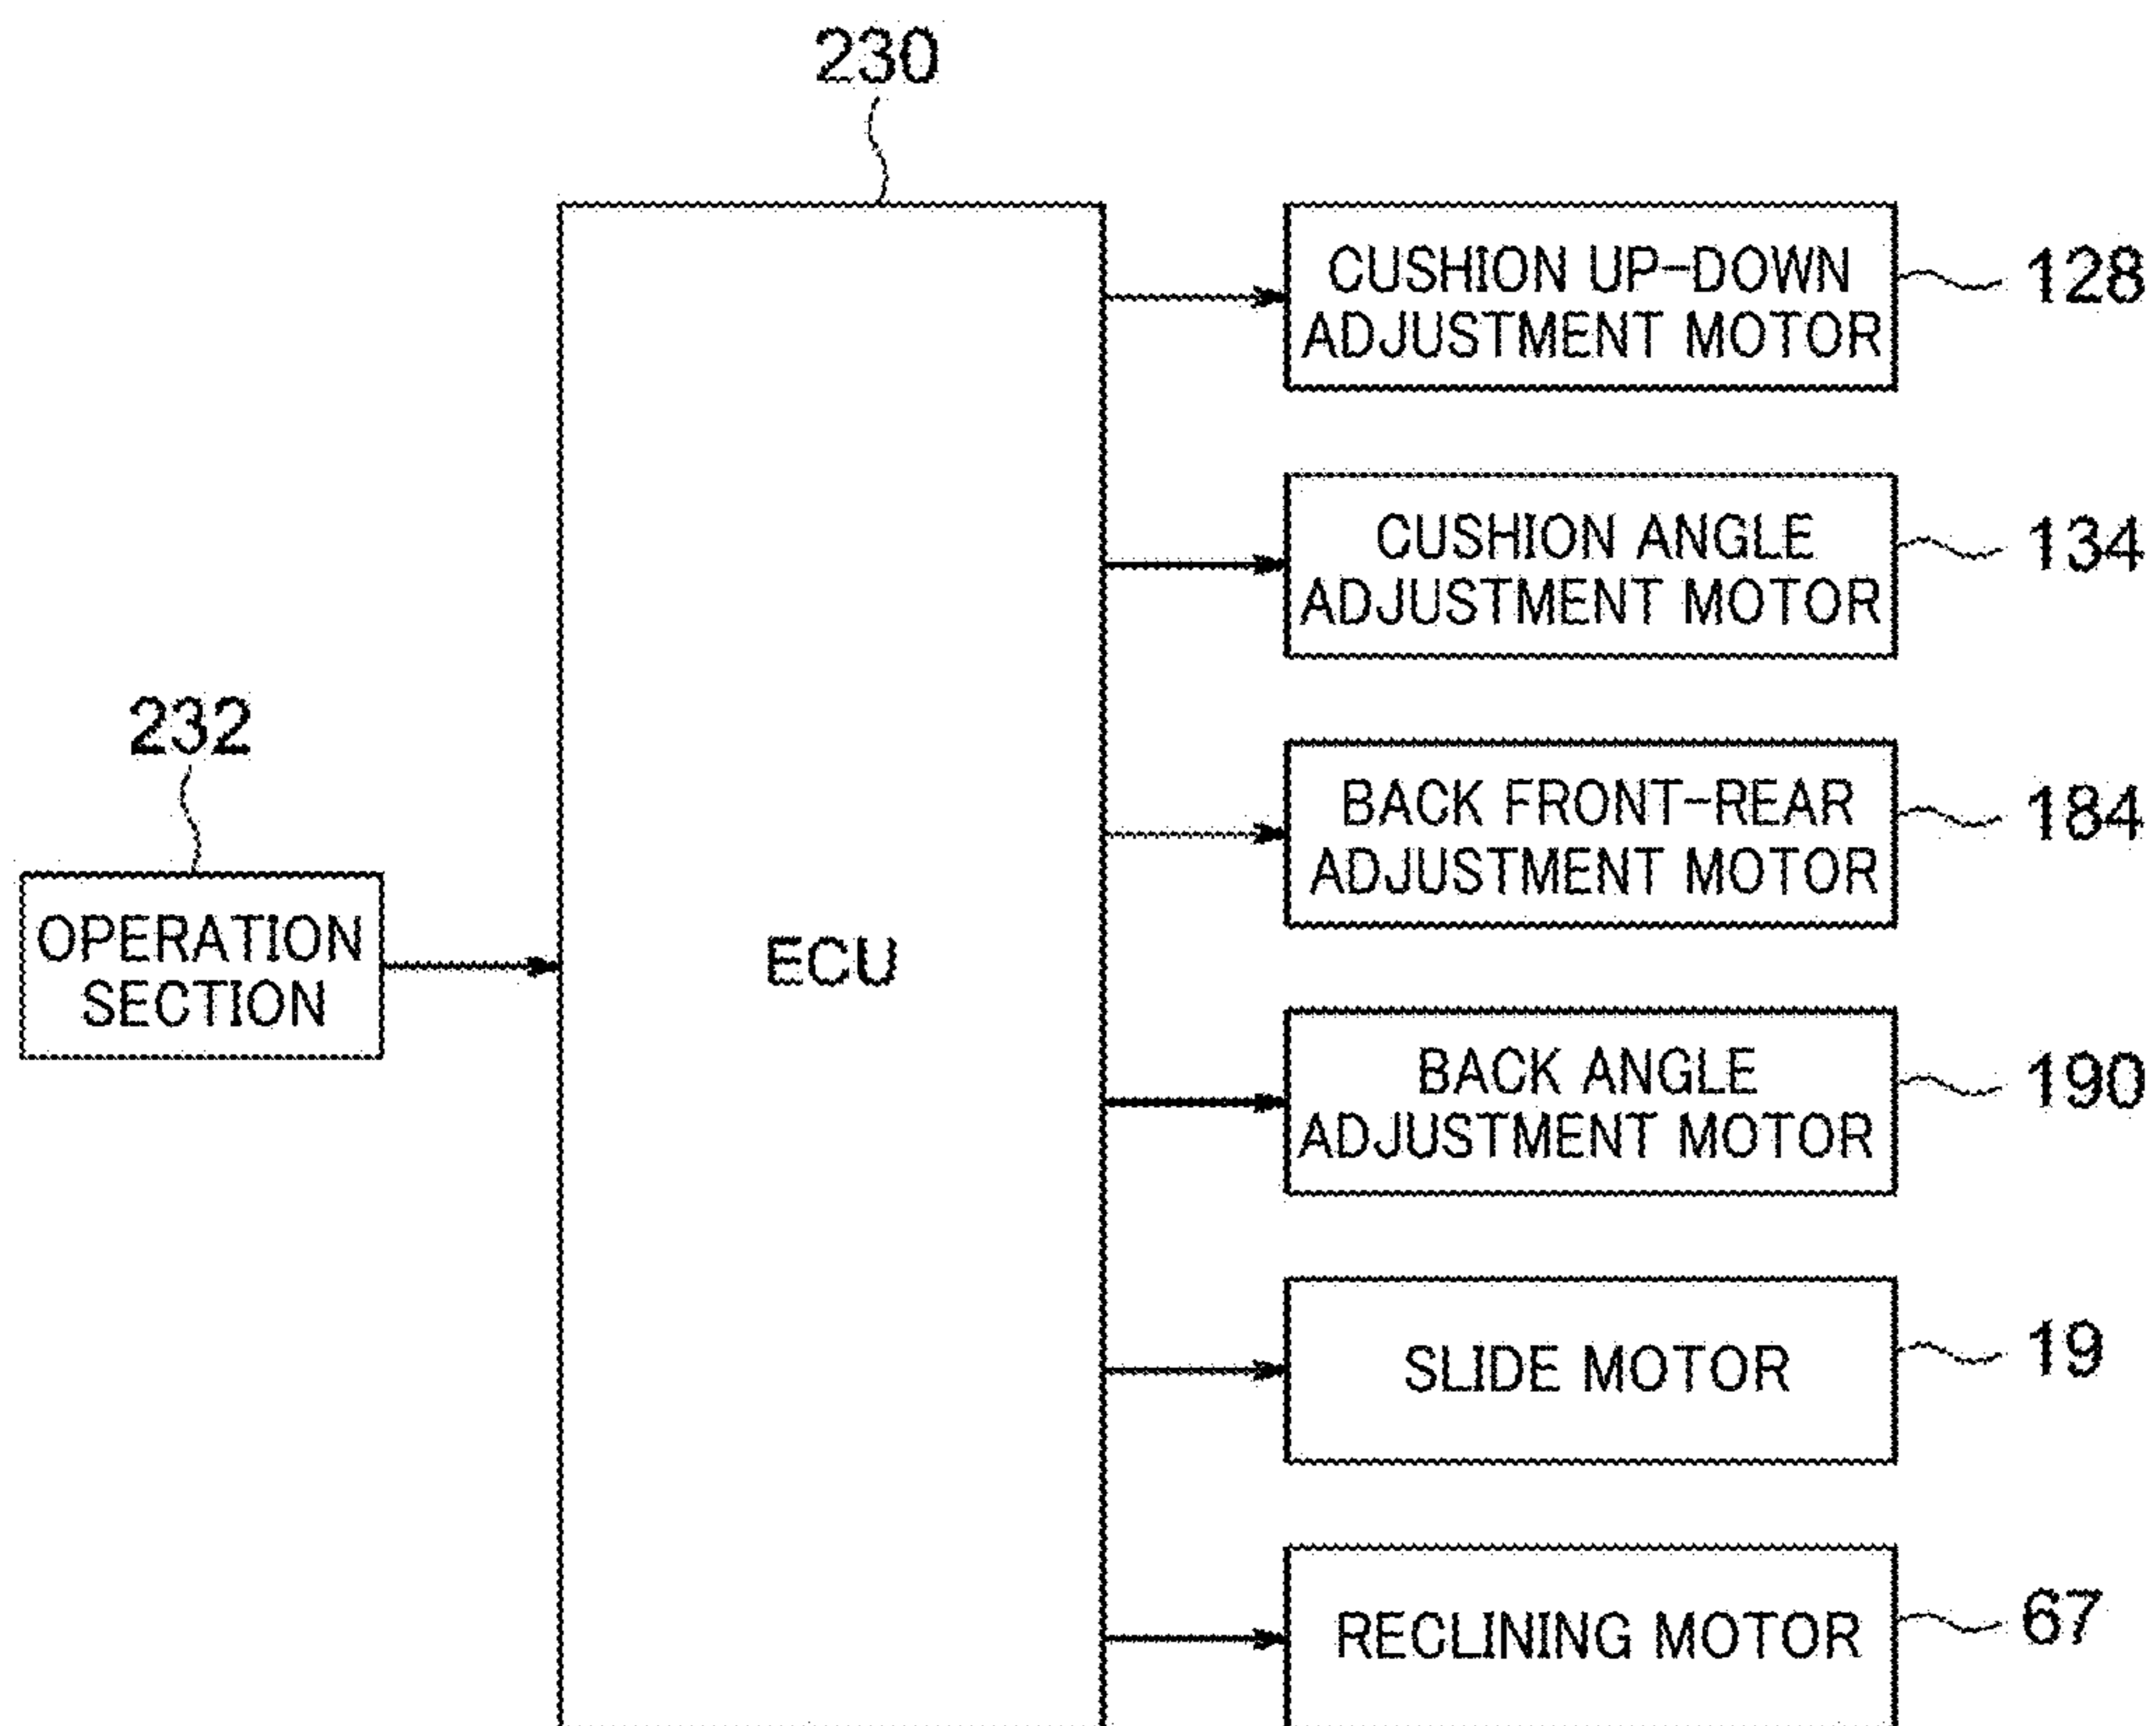 230
CUSHION UP-DOWN
ADJUSTMENT MOTOR
128
CUSHION ANGLE
ADJUSTMENT MOTOR
134
232
BACK FRONT-REAR
ADJUSTMENT MOTOR
184
OPERATION
SECTION
ECU
BACK ANGLE
ADJUSTMENT MOTOR
190
SLIDE MOTOR
19
RECLINING MOTOR
67